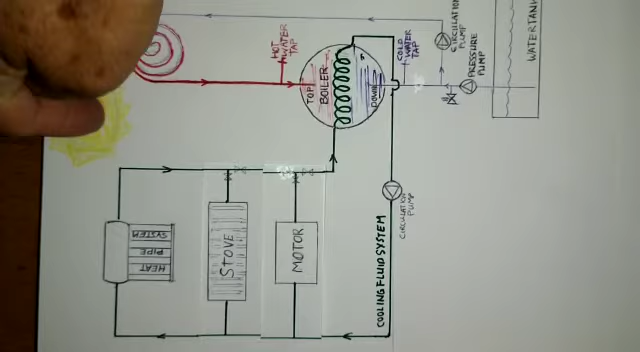 HOT
WATER
TAP
COLD
WATER
TAP
CIRCULATION
PUMP
PRESSURE
PUMP
WATERTANK
TOP
BOILER
DOWN
CIRCULATION
PUMP
COOLING FLUID SYSTEM
HEAT
PIPE
SYSTEM
STOVE
MOTOR